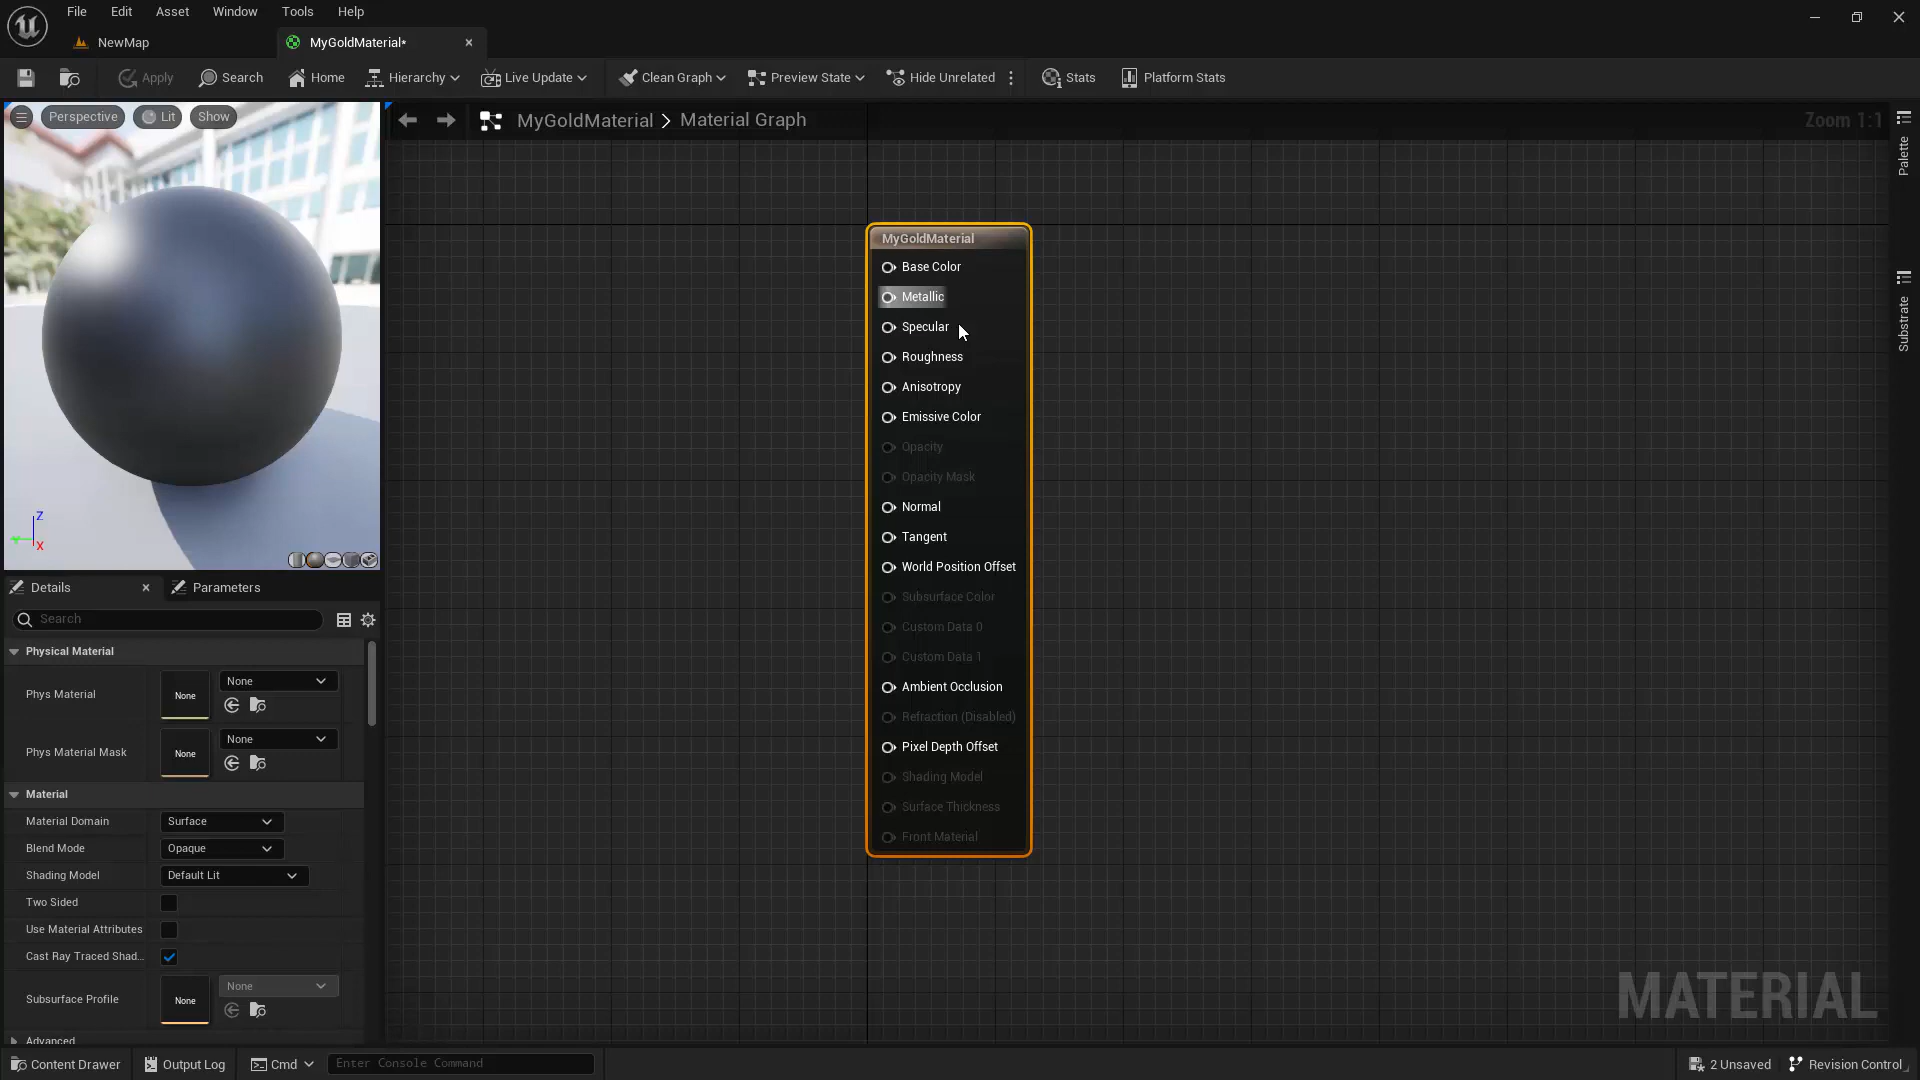 File Edit Asset Window Tools Help
NewMap
MyGoldMaterial*
Apply Search Home Hierarchy Live Update Clean Graph Preview State Hide Unrelated Stats Platform Stats
Perspective Lit Show
MyGoldMaterial > Material Graph
Zoom 1:1
Palette
Substrate
MyGoldMaterial
Base Color
Metallic
Specular
Roughness
Anisotropy
Emissive Color
Opacity
Opacity Mask
Normal
Tangent
World Position Offset
Subsurface Color
Custom Data 0
Custom Data 1
Ambient Occlusion
Refraction (Disabled)
Pixel Depth Offset
Shading Model
Surface Thickness
Front Material
Z
Y
X
Details Parameters
Search
Physical Material
Phys Material None None
Phys Material Mask None None
Material
Material Domain Surface
Blend Mode Opaque
Shading Model Default Lit
Two Sided
Use Material Attributes
Cast Ray Traced Shad...
Subsurface Profile None None
Advanced
MATERIAL
Content Drawer Output Log Cmd Enter Console Command 2 Unsaved Revision Control